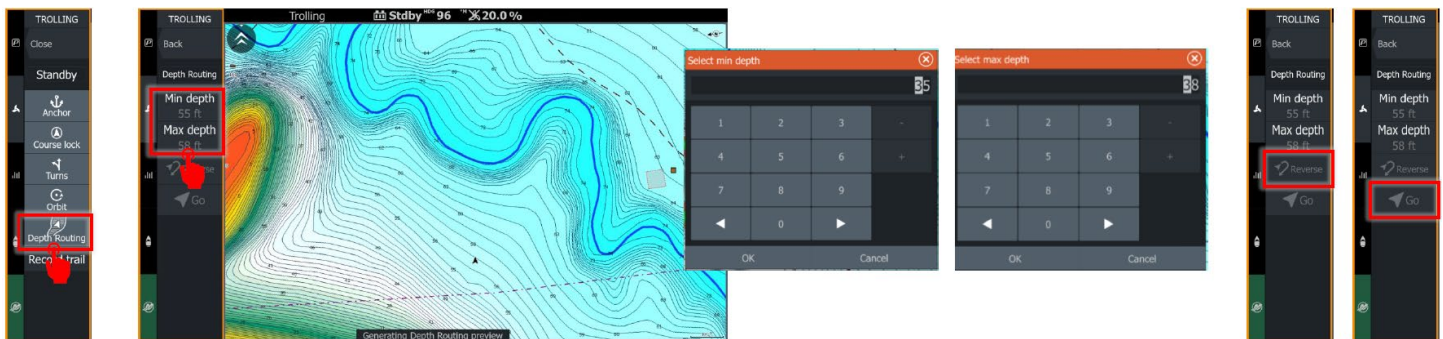 TROLLING
Close
Standby
Anchor
Course lock
Turns
Orbit
Depth Routing
TROLLING
Back
Depth Routing
Min depth
55 ft
Max depth
58 ft
Go
Trolling
Stdby HDG 96 °M 20.0 %
Generating Depth Routing preview
Select min depth
35
1 2 3 -
4 5 6 +
7 8 9
0
OK Cancel
Select max depth
38
1 2 3 -
4 5 6 +
7 8 9
0
OK Cancel
TROLLING
Back
Depth Routing
Min depth
55 ft
Max depth
58 ft
Reverse
Go
TROLLING
Back
Depth Routing
Min depth
55 ft
Max depth
58 ft
Reverse
Go